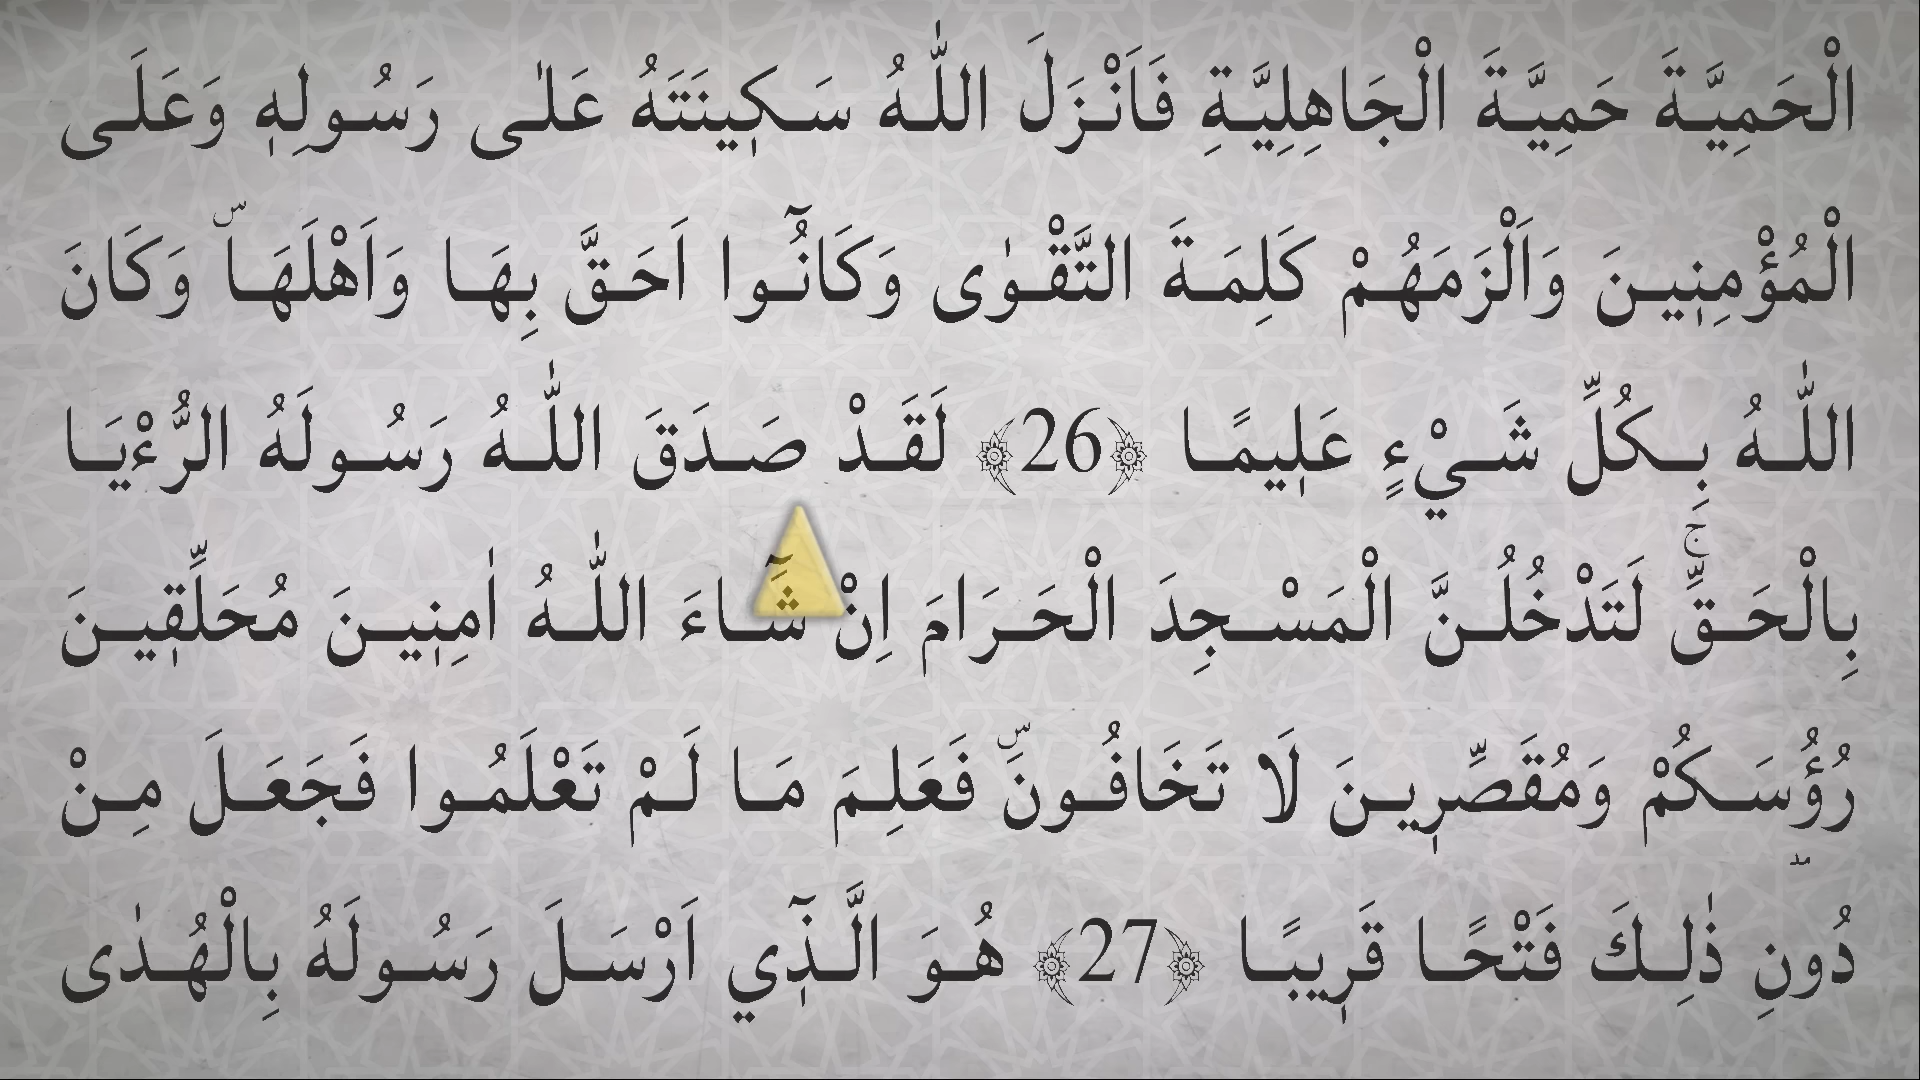 الْحَمِيَّةَ حَمِيَّةَ الْجَاهِلِيَّةِ فَاَنْزَلَ اللّٰهُ سَكٖينَتَهُ عَلٰى رَسُولِهٖ وَعَلَى
الْمُؤْمِنٖينَ وَاَلْزَمَهُمْ كَلِمَةَ التَّقْوٰى وَكَانُٓوا اَحَقَّ بِهَا وَاَهْلَهَاۜ وَكَانَ
اللّٰهُ بِكُلِّ شَيْءٍ عَلٖيمًا ﴿26﴾ لَقَدْ صَدَقَ اللّٰهُ رَسُولَهُ الرُّءْيَا
بِالْحَقِّۚ لَتَدْخُلُنَّ الْمَسْجِدَ الْحَرَامَ اِنْ شَٓاءَ اللّٰهُ اٰمِنٖينَ مُحَلِّقٖينَ
رُؤُ۫سَكُمْ وَمُقَصِّرٖينَ لَا تَخَافُونَۜ فَعَلِمَ مَا لَمْ تَعْلَمُوا فَجَعَلَ مِنْ
دُونِ ذٰلِكَ فَتْحًا قَرٖيبًا ﴿27﴾ هُوَ الَّذٖٓي اَرْسَلَ رَسُولَهُ بِالْهُدٰى